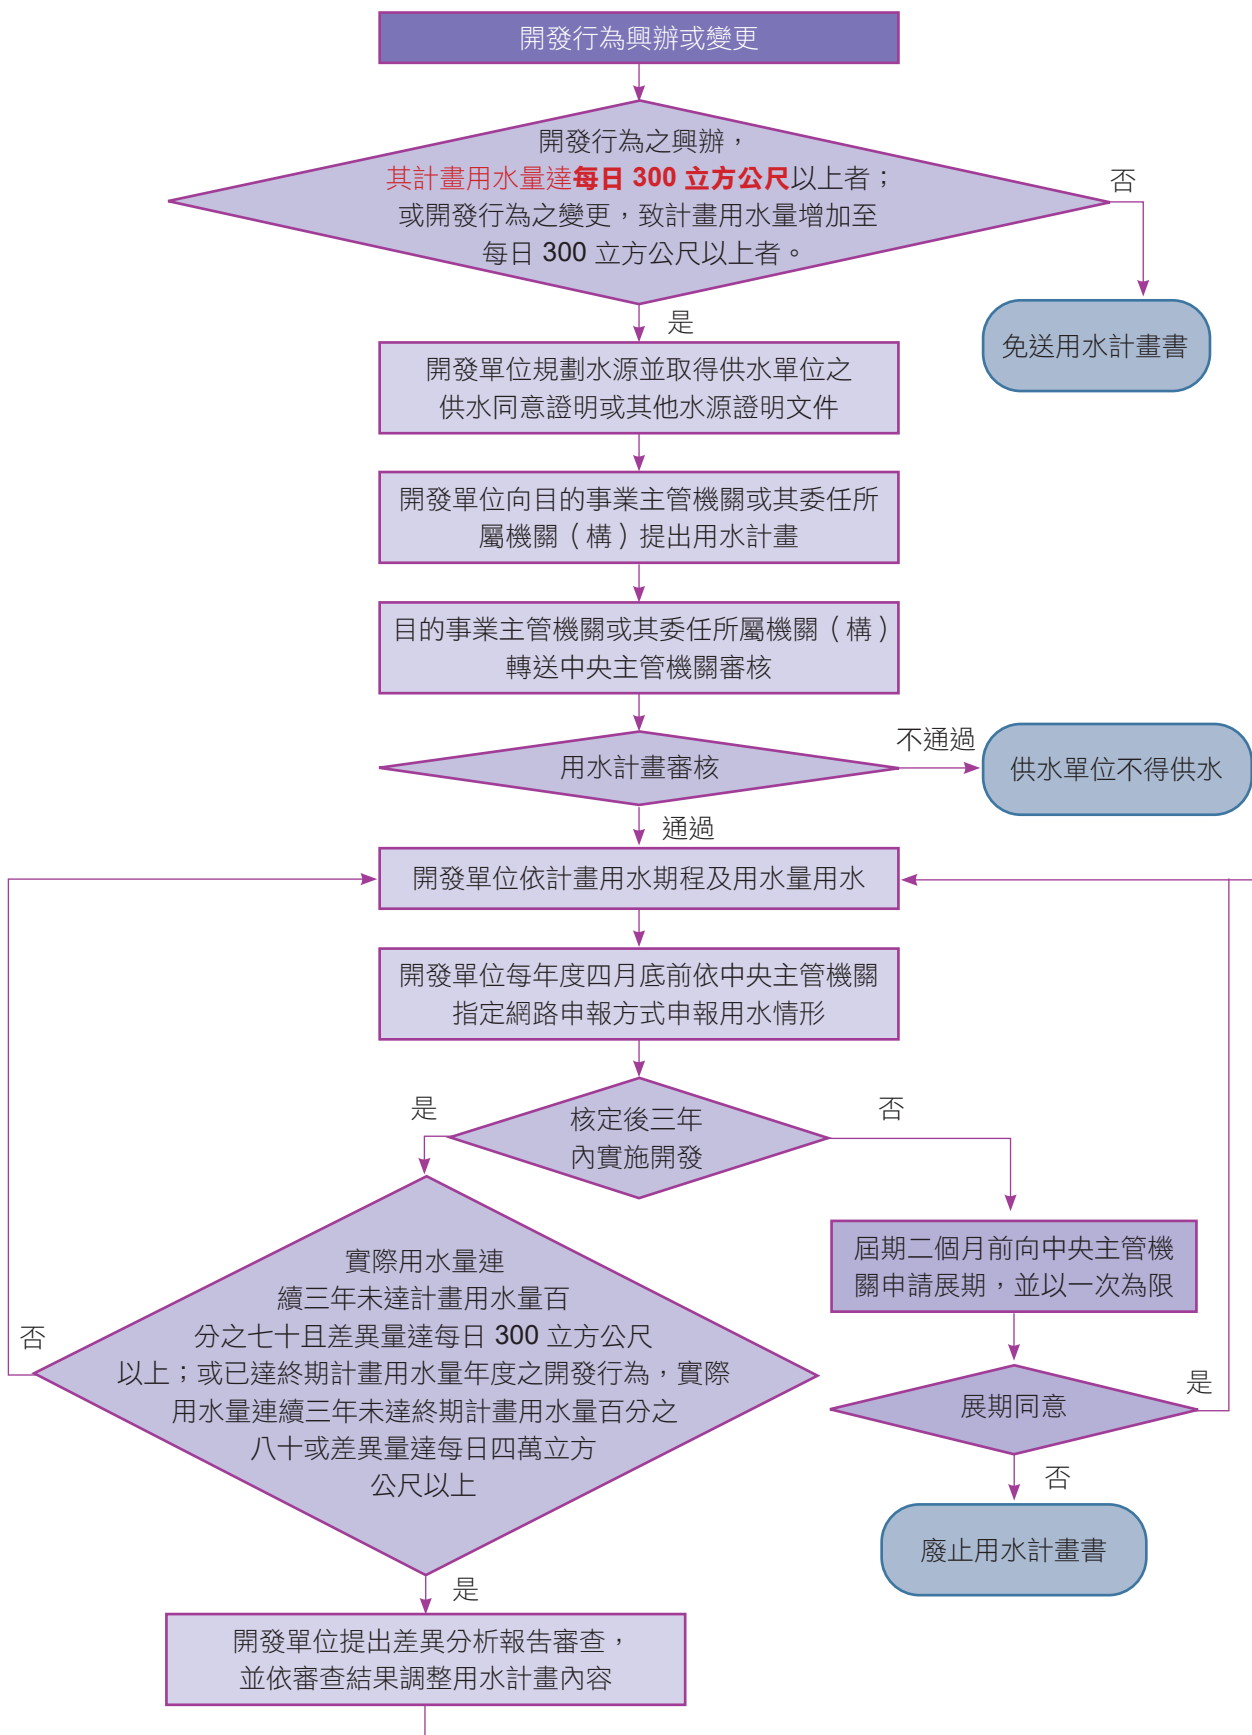 開發行為興辦或變更
開發行為之興辦，
其計畫用水量達每日 300 立方公尺以上者；
或開發行為之變更，致計畫用水量增加至
每日 300 立方公尺以上者。
否
免送用水計畫書
是
開發單位規劃水源並取得供水單位之
供水同意證明或其他水源證明文件
開發單位向目的事業主管機關或其委任所
屬機關（構）提出用水計畫
目的事業主管機關或其委任所屬機關（構）
轉送中央主管機關審核
用水計畫審核
不通過
供水單位不得供水
通過
開發單位依計畫用水期程及用水量用水
開發單位每年度四月底前依中央主管機關
指定網路申報方式申報用水情形
核定後三年
內實施開發
是
否
實際用水量連
續三年未達計畫用水量百
分之七十且差異量達每日 300 立方公尺
以上；或已達終期計畫用水量年度之開發行為，實際
用水量連續三年未達終期計畫用水量百分之
八十或差異量達每日四萬立方
公尺以上
否
屆期二個月前向中央主管機
關申請展期，並以一次為限
展期同意
是
否
廢止用水計畫書
是
開發單位提出差異分析報告審查，
並依審查結果調整用水計畫內容